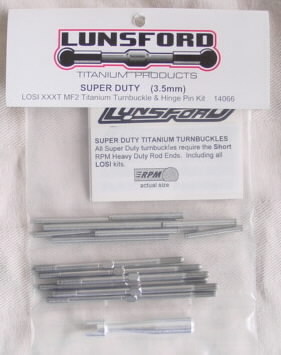 LUNSFORD
TITANIUM PRODUCTS
SUPER DUTY (3.5mm)
LOSI XXXT MF2 Titanium Turnbuckle & Hinge Pin Kit 14066
LUNSFORD
SUPER DUTY TITANIUM TURNBUCKLES
All Super Duty turnbuckles require the Short
RPM Heavy Duty Rod Ends. Including all
LOSI kits.
RPM
actual size